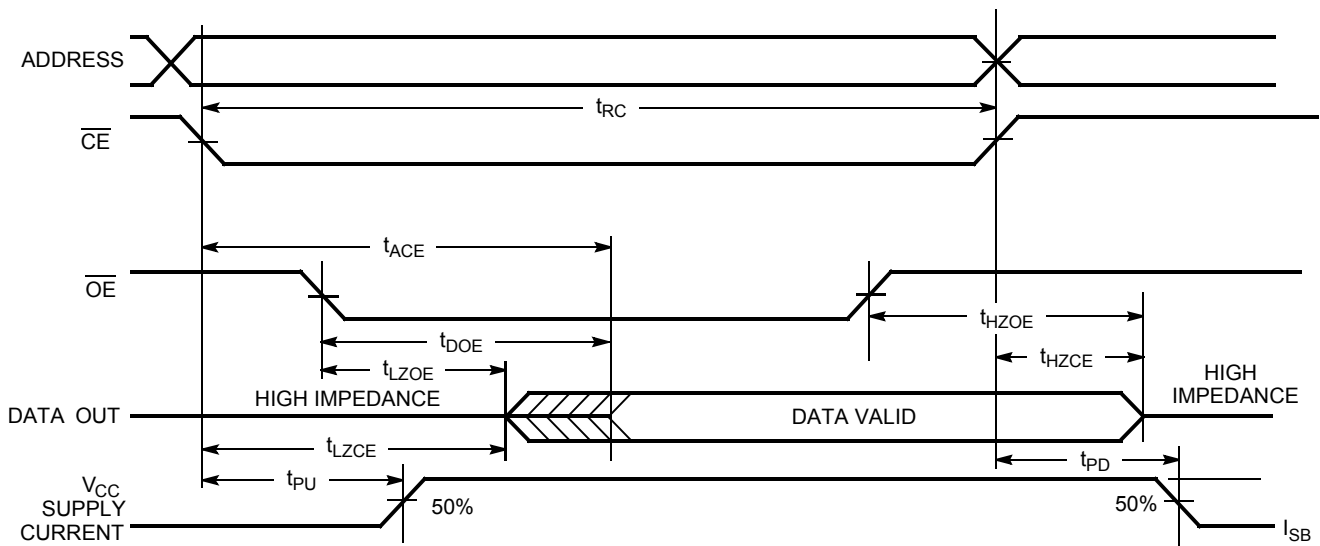 ADDRESS
tRC
CE
tACE
OE
tHZOE
tDOE
tHZCE
tLZOE
HIGH IMPEDANCE
HIGH
IMPEDANCE
DATA OUT
DATA VALID
tLZCE
tPD
tPU
VCC
SUPPLY
CURRENT
50%
50%
ISB